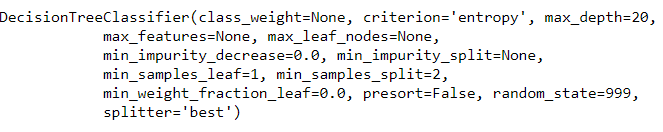 DecisionTreeClassifier(class_weight=None, criterion='entropy', max_depth=20,
max_features=None, max_leaf_nodes=None,
min_impurity_decrease=0.0, min_impurity_split=None,
min_samples_leaf=1, min_samples_split=2,
min_weight_fraction_leaf=0.0, presort=False, random_state=999,
splitter='best')